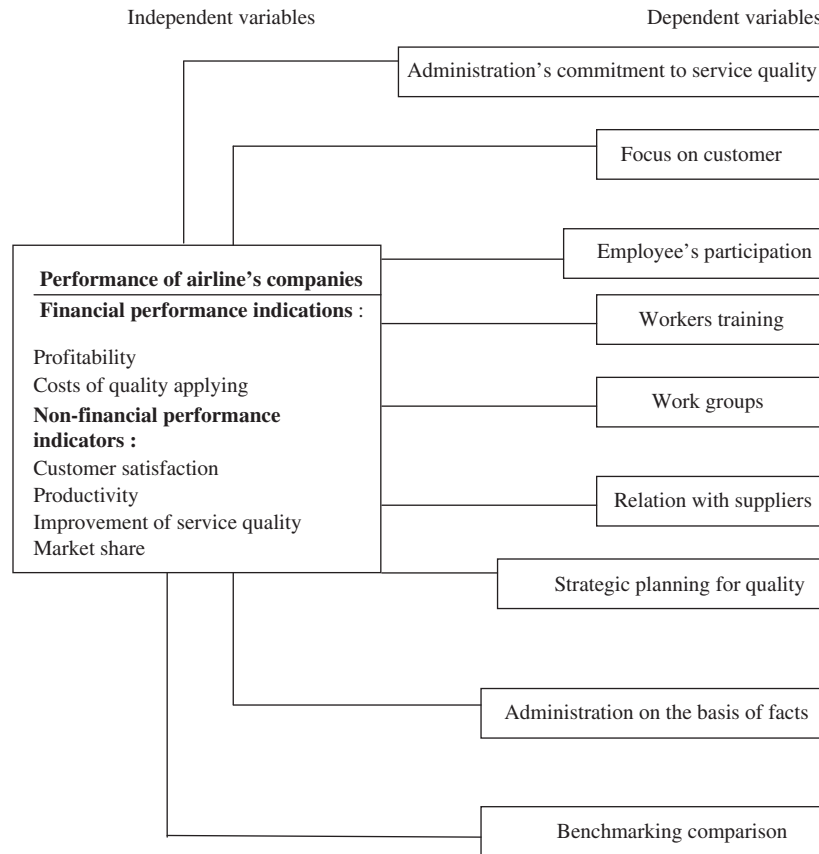 Independent variables
Dependent variables
Administration's commitment to service quality
Focus on customer
Employee's participation
Performance of airline's companies
Financial performance indications :
Workers training
Profitability
Costs of quality applying
Work groups
Non-financial performance
indicators :
Customer satisfaction
Productivity
Relation with suppliers
Improvement of service quality
Market share
Strategic planning for quality
Administration on the basis of facts
Benchmarking comparison